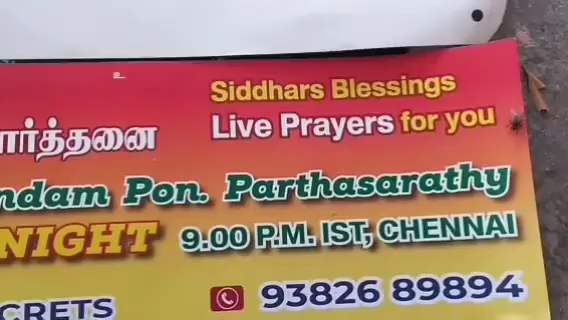 Siddhars Blessings
ார்த்தனை Live Prayers for you
ndam Pon. Parthasarathy
NIGHT 9.00 P.M. IST, CHENNAI
CRETS 93826 89894